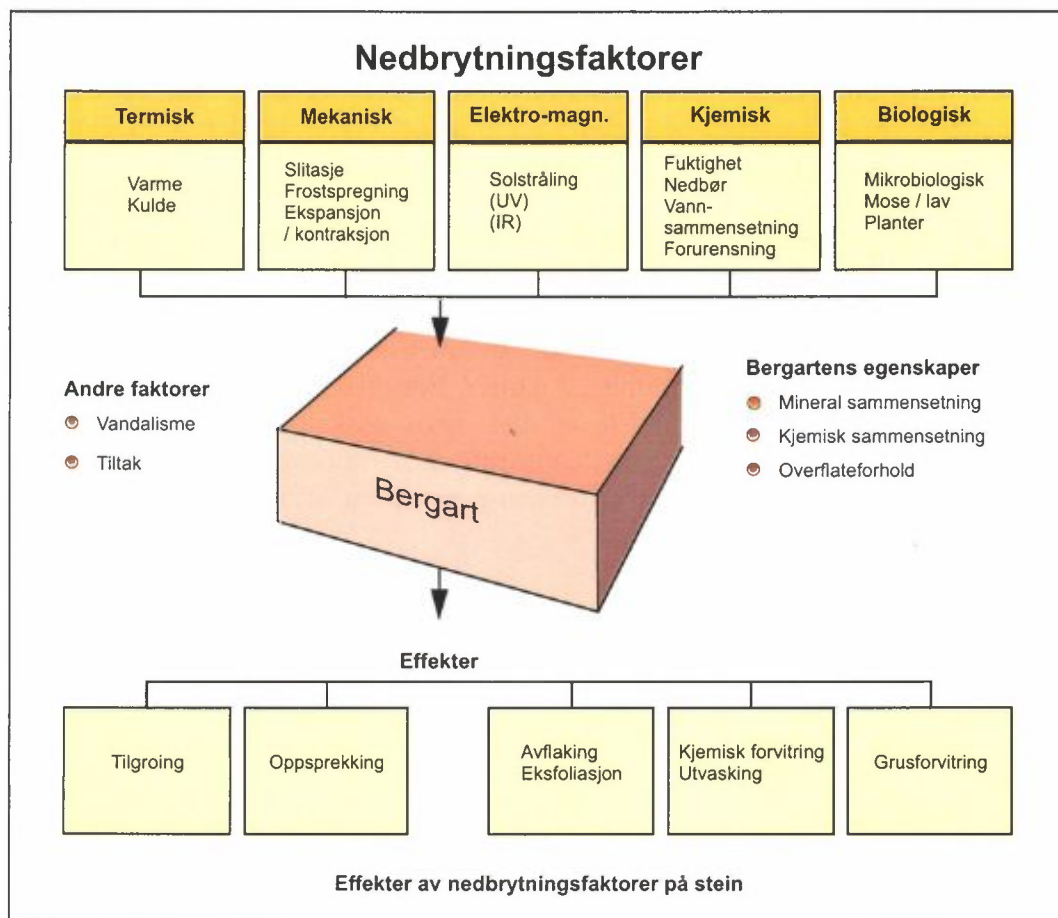 Nedbrytningsfaktorer
Termisk
Varme
Kulde
Mekanisk
Slitasje
Frostspregning
Ekspansjon
/ kontraksjon
Elektro-magn.
Solstråling
(UV)
(IR)
Kjemisk
Fuktighet
Nedbør
Vann-
sammensetning
Forurensning
Biologisk
Mikrobiologisk
Mose / lav
Planter
Andre faktorer
Vandalisme
Tiltak
Bergart
Bergartens egenskaper
Mineral sammensetning
Kjemisk sammensetning
Overflateforhold
Effekter
Tilgroing
Oppsprekking
Avflaking
Eksfoliasjon
Kjemisk forvitring
Utvasking
Grusforvitring
Effekter av nedbrytningsfaktorer på stein